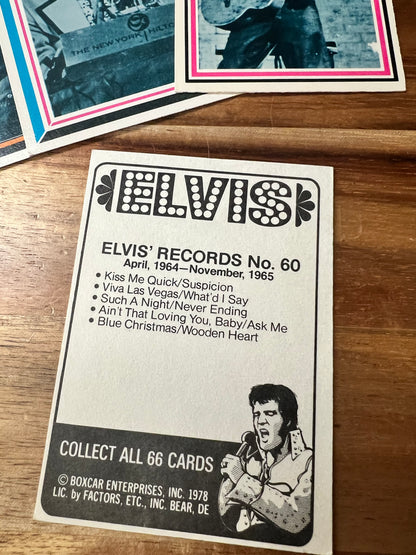 THE NEW YORK HILTON
ELVIS
ELVIS' RECORDS No. 60
April, 1964—November, 1965
• Kiss Me Quick/Suspicion
• Viva Las Vegas/What'd I Say
• Such A Night/Never Ending
• Ain't That Loving You, Baby/Ask Me
• Blue Christmas/Wooden Heart
COLLECT ALL 66 CARDS
© BOXCAR ENTERPRISES, INC. 1978
LIC. by FACTORS, ETC., INC. BEAR, DE